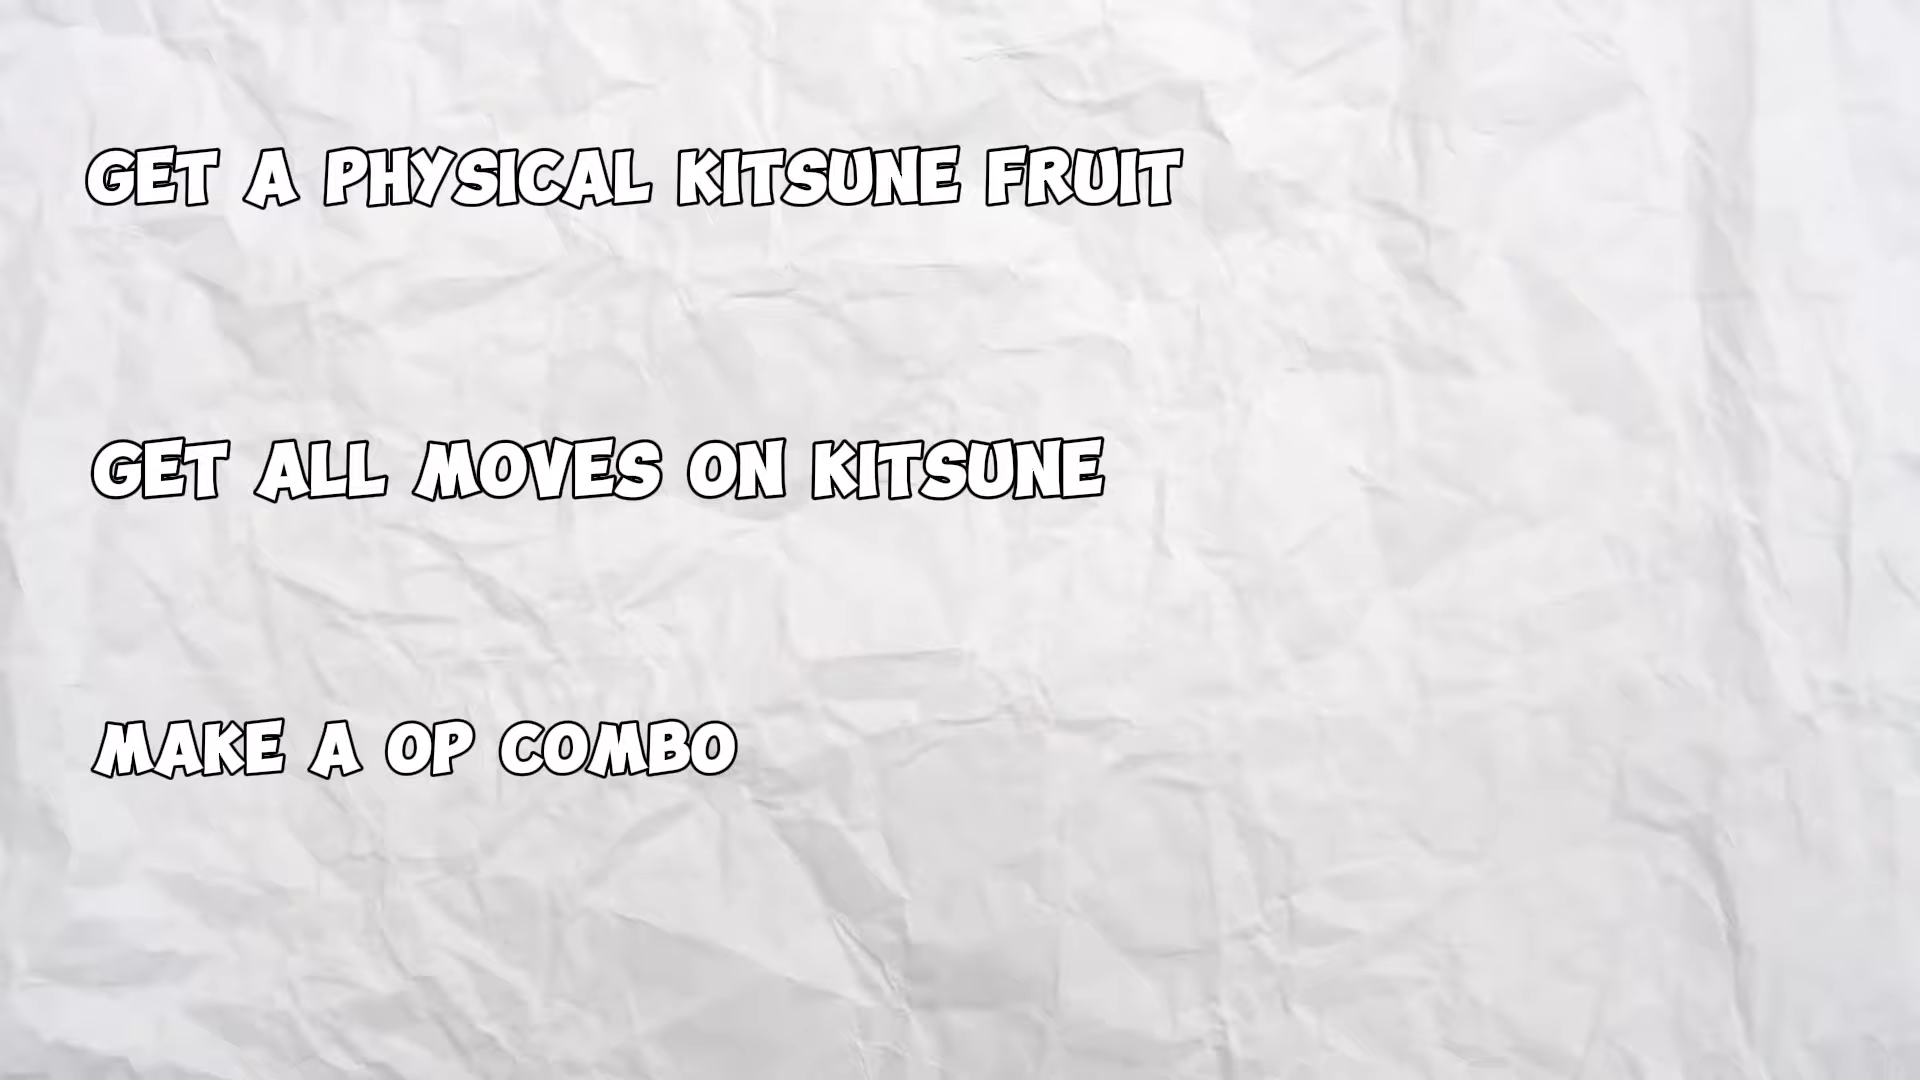 GET A PHYSICAL KITSUNE FRUIT
GET ALL MOVES ON KITSUNE
MAKE A OP COMBO